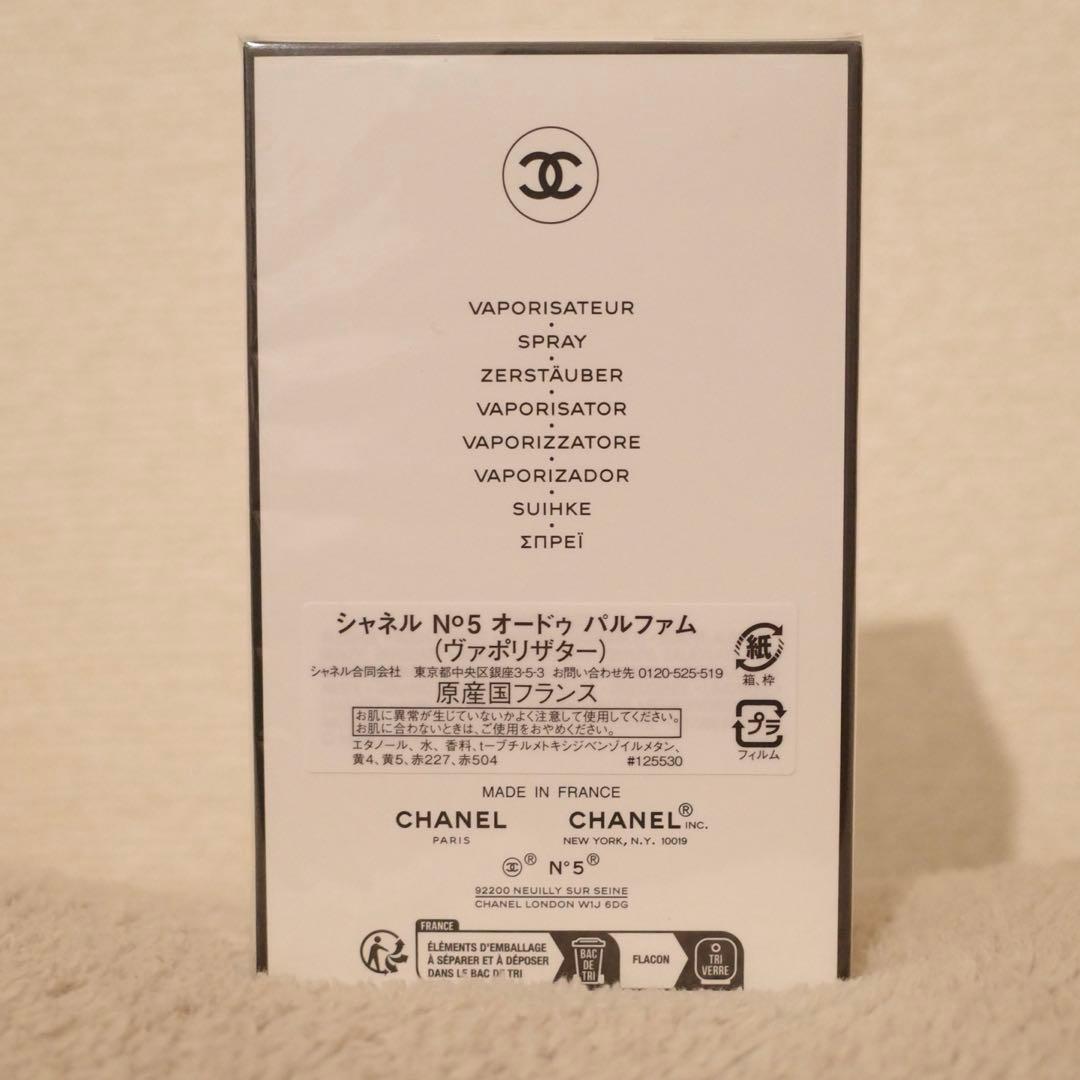 VAPORISATEUR
SPRAY
ZERSTÄUBER
VAPORISATOR
VAPORIZZATORE
VAPORIZADOR
SUIHKE
ΣΠΡΕΪ
シャネル Nº5 オードゥ パルファム
(ヴァポリザター)
シャネル合同会社 東京都中央区銀座3-5-3 お問い合わせ先 0120-525-519
原産国フランス
お肌に異常が生じていないかよく注意して使用してください。
お肌に合わないときは、ご使用をおやめください。
エタノール、水、香料、t-ブチルメトキシジベンゾイルメタン、
黄4、黄5、赤227、赤504 #125530
紙
箱、枠
プラ
フィルム
MADE IN FRANCE
CHANEL CHANEL® INC.
PARIS NEW YORK, N.Y. 10019
® N°5®
92200 NEUILLY SUR SEINE
CHANEL LONDON W1J 6DG
FRANCE
ÉLÉMENTS D'EMBALLAGE
À SÉPARER ET À DÉPOSER
DANS LE BAC DE TRI
BAC
DE
TRI
FLACON
TRI
VERRE